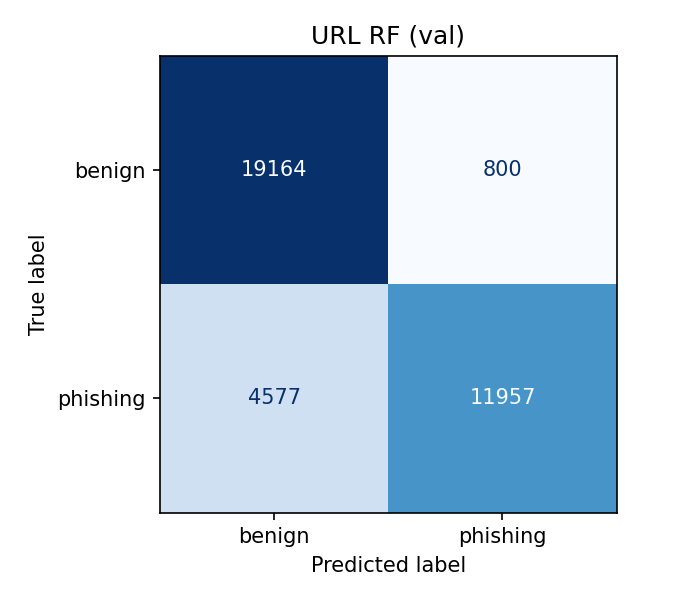 URL RF (val)
True label
benign
19164
800
phishing
4577
11957
benign
phishing
Predicted label